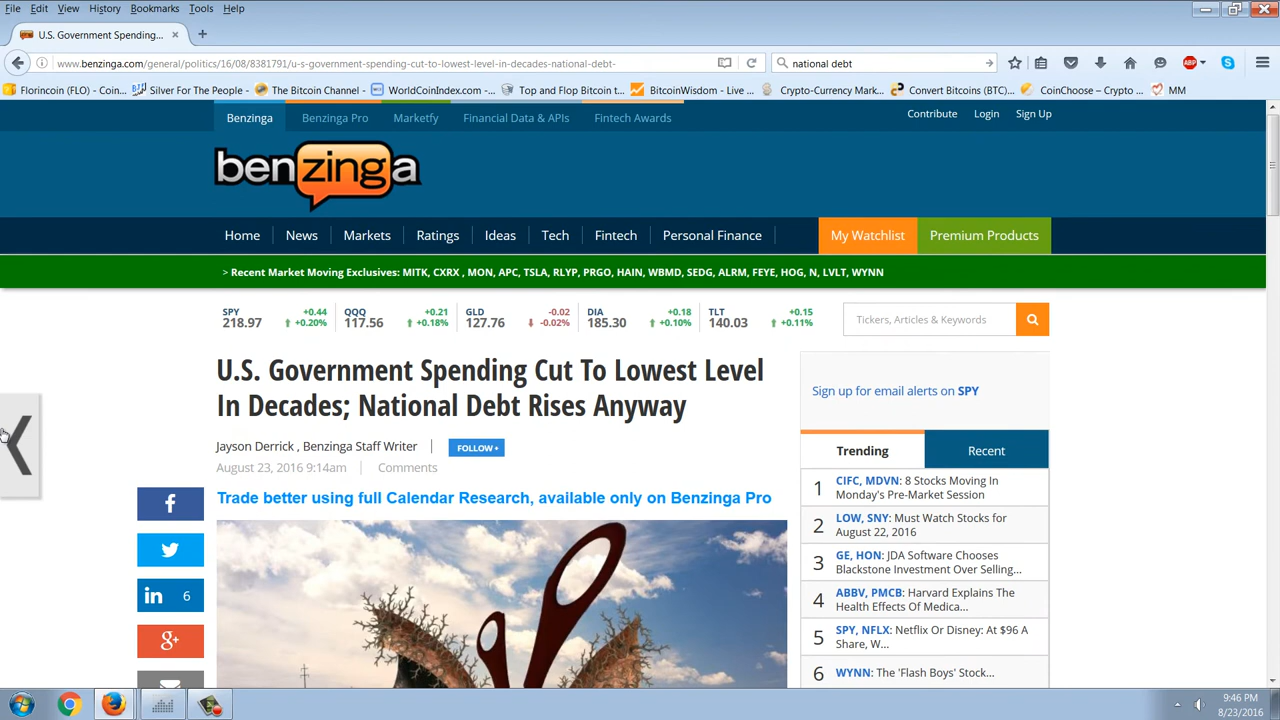 File Edit View History Bookmarks Tools Help
U.S. Government Spending...
www.benzinga.com/general/politics/16/08/8381791/u-s-government-spending-cut-to-lowest-level-in-decades-national-debt-
national debt
ABP
Florincoin (FLO) - Coin... Silver For The People - The Bitcoin Channel - WorldCoinIndex.com -... Top and Flop Bitcoin t... BitcoinWisdom - Live ... Crypto-Currency Mark... Convert Bitcoins (BTC)... CoinChoose – Crypto ... MM
Benzinga Benzinga Pro Marketfy Financial Data & APIs Fintech Awards Contribute Login Sign Up
benzinga
Home News Markets Ratings Ideas Tech Fintech Personal Finance My Watchlist Premium Products
> Recent Market Moving Exclusives: MITK, CXRX , MON, APC, TSLA, RLYP, PRGO, HAIN, WBMD, SEDG, ALRM, FEYE, HOG, N, LVLT, WYNN
SPY +0.44 QQQ +0.21 GLD -0.02 DIA +0.18 TLT +0.15
218.97 +0.20% 117.56 +0.18% 127.76 -0.02% 185.30 +0.10% 140.03 +0.11%
Tickers, Articles & Keywords
U.S. Government Spending Cut To Lowest Level
In Decades; National Debt Rises Anyway
Jayson Derrick , Benzinga Staff Writer FOLLOW+
August 23, 2016 9:14am Comments
Trade better using full Calendar Research, available only on Benzinga Pro
f
in 6
g+
Sign up for email alerts on SPY
Trending Recent
1 CIFC, MDVN: 8 Stocks Moving In
Monday's Pre-Market Session
2 LOW, SNY: Must Watch Stocks for
August 22, 2016
3 GE, HON: JDA Software Chooses
Blackstone Investment Over Selling...
4 ABBV, PMCB: Harvard Explains The
Health Effects Of Medica...
5 SPY, NFLX: Netflix Or Disney: At $96 A
Share, W...
6 WYNN: The 'Flash Boys' Stock...
9:46 PM
8/23/2016